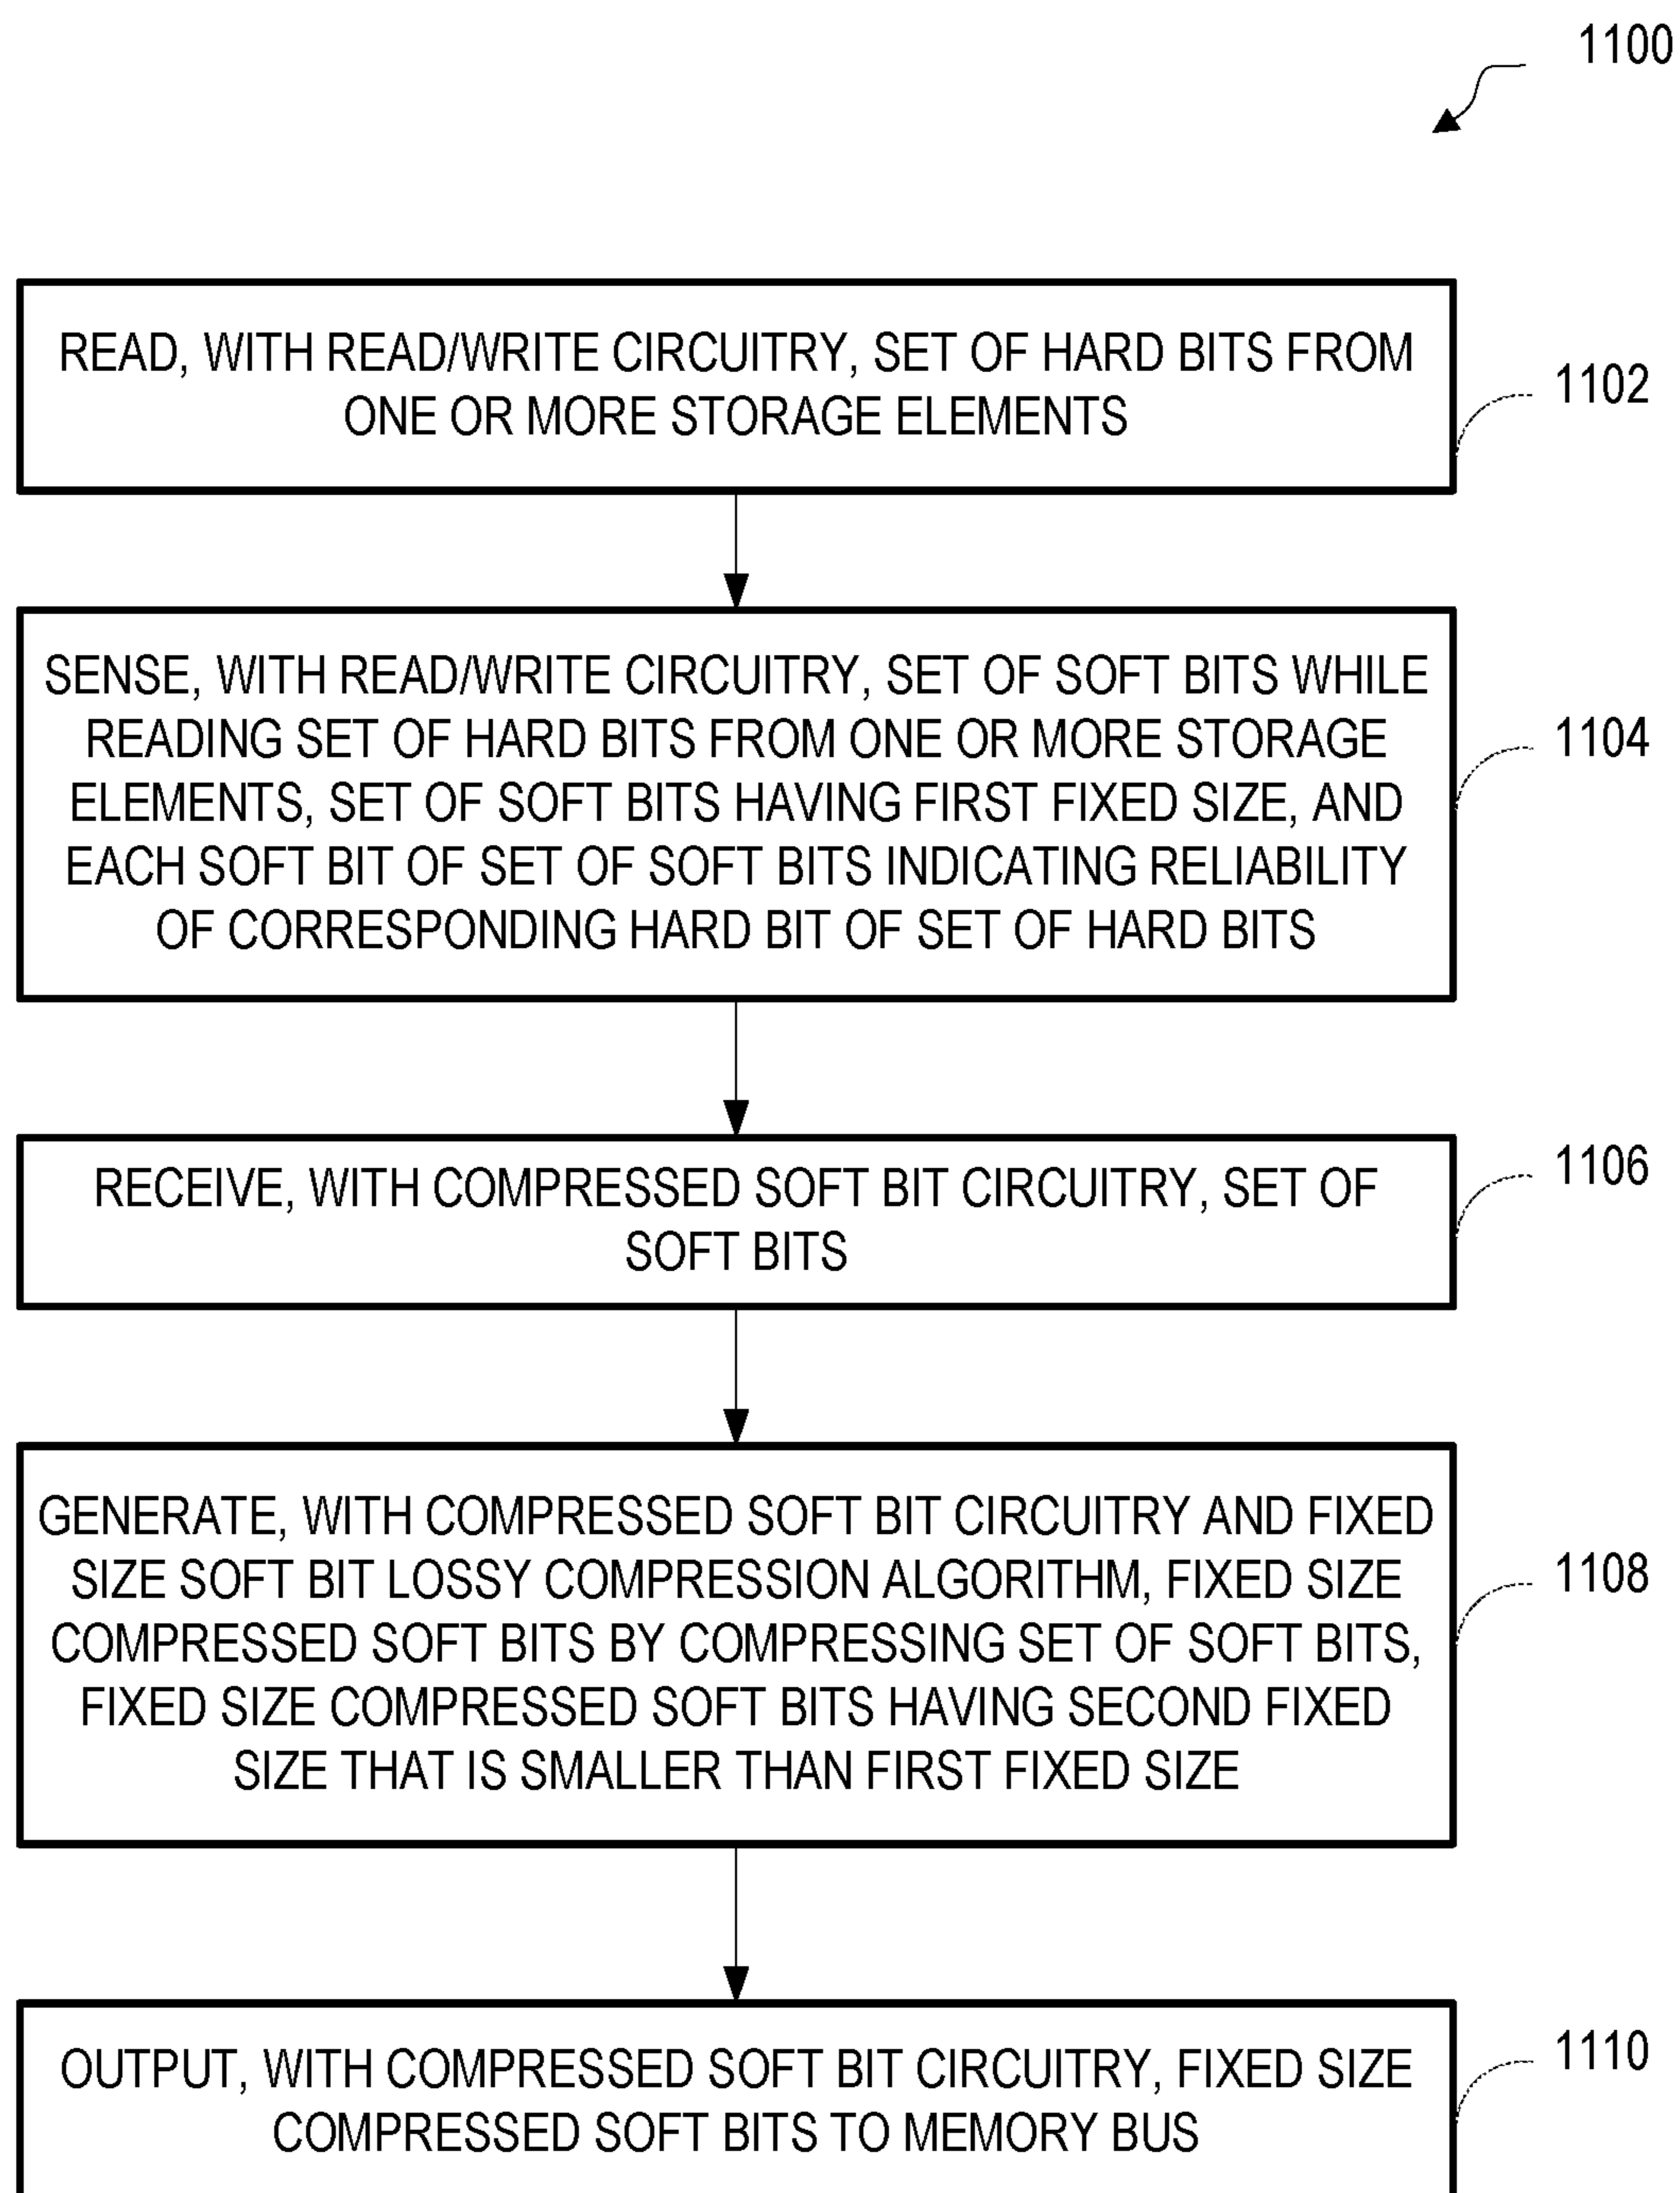 1100
READ, WITH READ/WRITE CIRCUITRY, SET OF HARD BITS FROM
ONE OR MORE STORAGE ELEMENTS
1102
SENSE, WITH READ/WRITE CIRCUITRY, SET OF SOFT BITS WHILE
READING SET OF HARD BITS FROM ONE OR MORE STORAGE
ELEMENTS, SET OF SOFT BITS HAVING FIRST FIXED SIZE, AND
EACH SOFT BIT OF SET OF SOFT BITS INDICATING RELIABILITY
OF CORRESPONDING HARD BIT OF SET OF HARD BITS
1104
RECEIVE, WITH COMPRESSED SOFT BIT CIRCUITRY, SET OF
SOFT BITS
1106
GENERATE, WITH COMPRESSED SOFT BIT CIRCUITRY AND FIXED
SIZE SOFT BIT LOSSY COMPRESSION ALGORITHM, FIXED SIZE
COMPRESSED SOFT BITS BY COMPRESSING SET OF SOFT BITS,
FIXED SIZE COMPRESSED SOFT BITS HAVING SECOND FIXED
SIZE THAT IS SMALLER THAN FIRST FIXED SIZE
1108
OUTPUT, WITH COMPRESSED SOFT BIT CIRCUITRY, FIXED SIZE
COMPRESSED SOFT BITS TO MEMORY BUS
1110